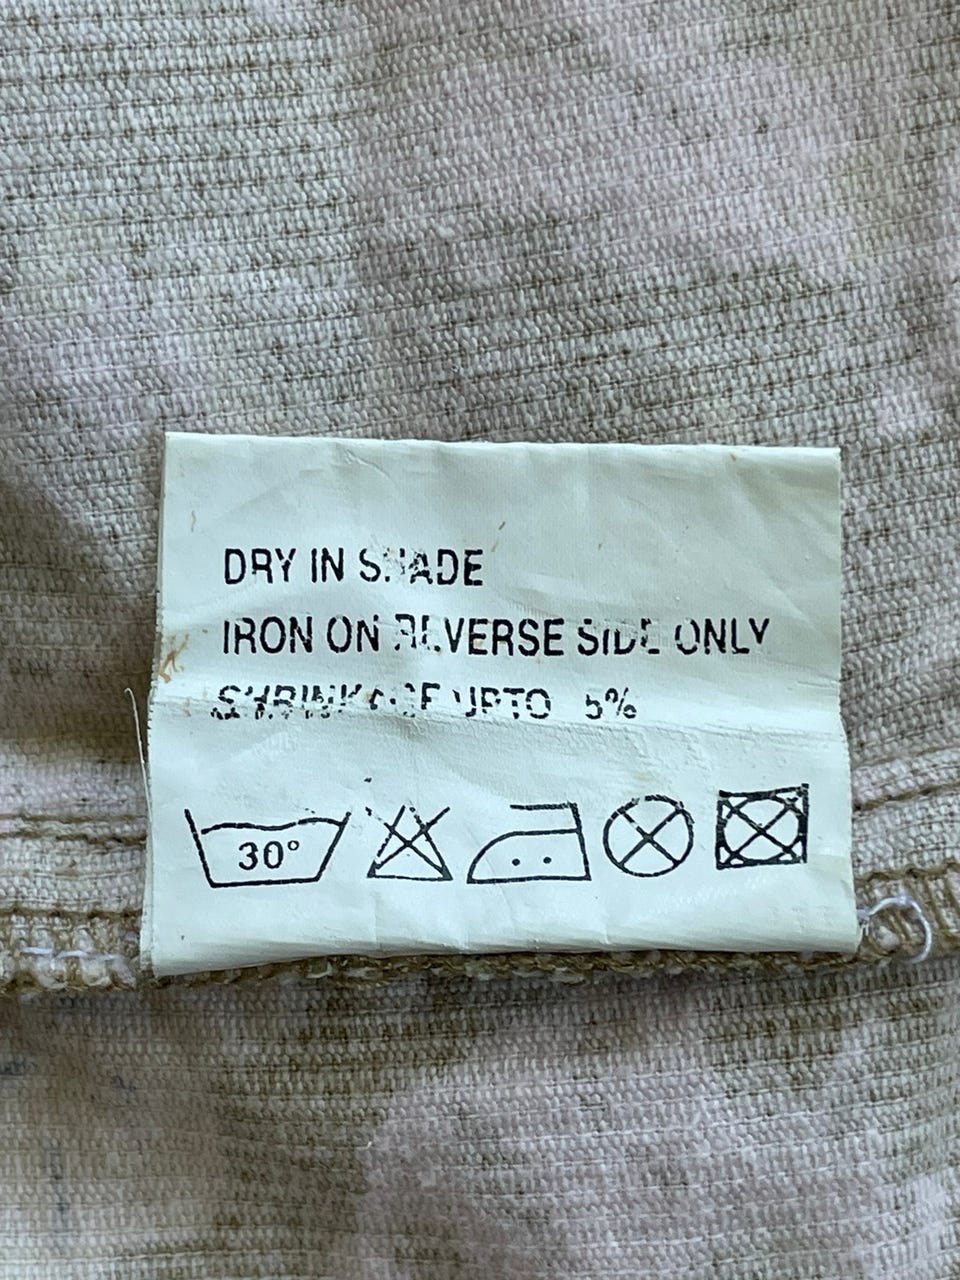 DRY IN SHADE
IRON ON REVERSE SIDE ONLY
SHRINKAGE UPTO 5%
30°